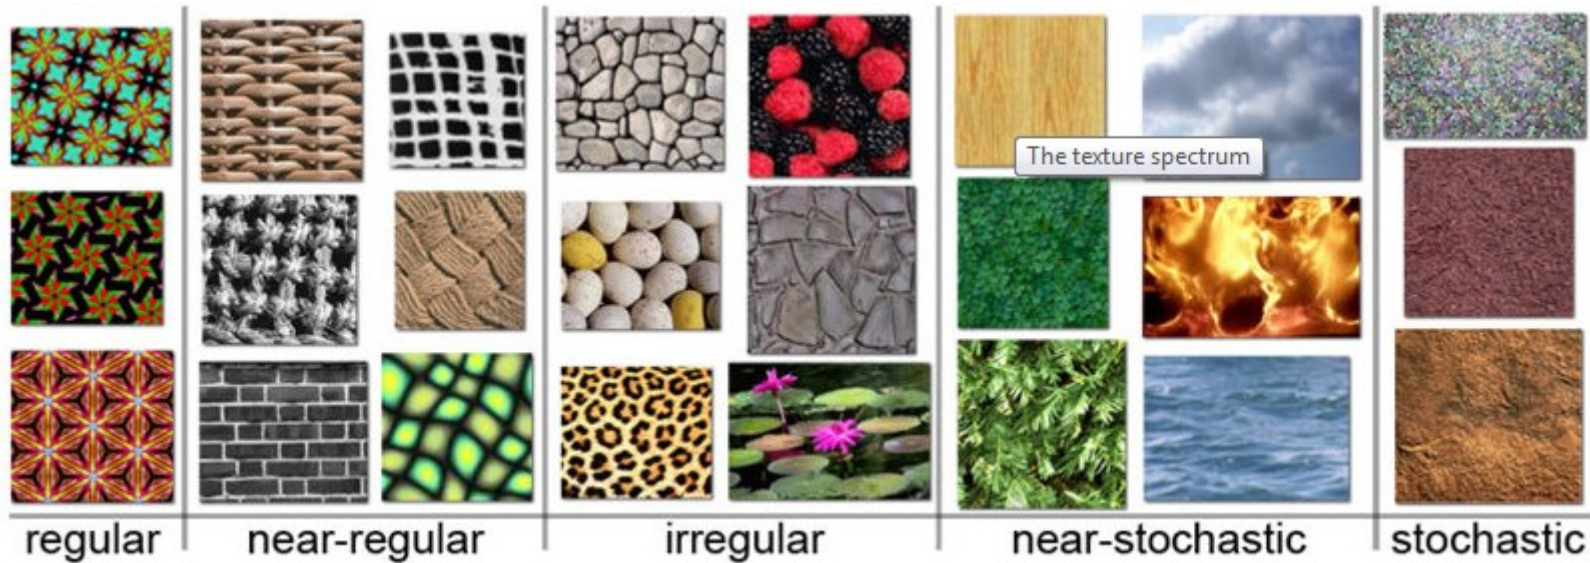 The texture spectrum
regular
near-regular
irregular
near-stochastic
stochastic